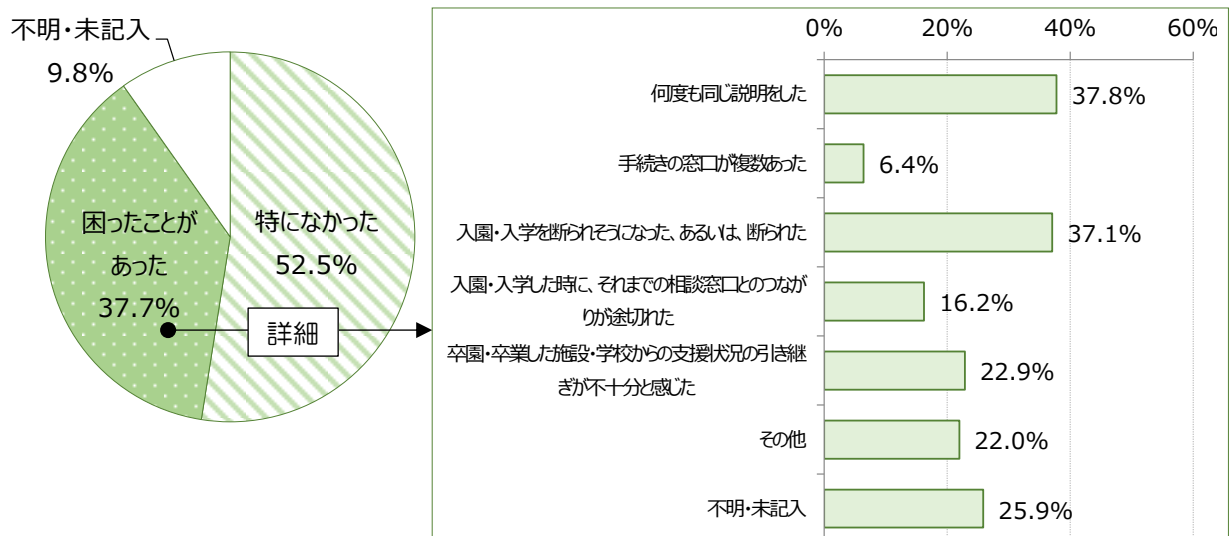 不明・未記入
9.8%
困ったことが
あった
37.7%
特になかった
52.5%
詳細
0%
20%
40%
60%
何度も同じ説明をした
37.8%
手続きの窓口が複数あった
6.4%
入園・入学を断られそうになった、あるいは、断られた
37.1%
入園・入学した時に、それまでの相談窓口とのつなが
りが途切れた
16.2%
卒園・卒業した施設・学校からの支援状況の引き継
ぎが不十分と感じた
22.9%
その他
22.0%
不明・未記入
25.9%